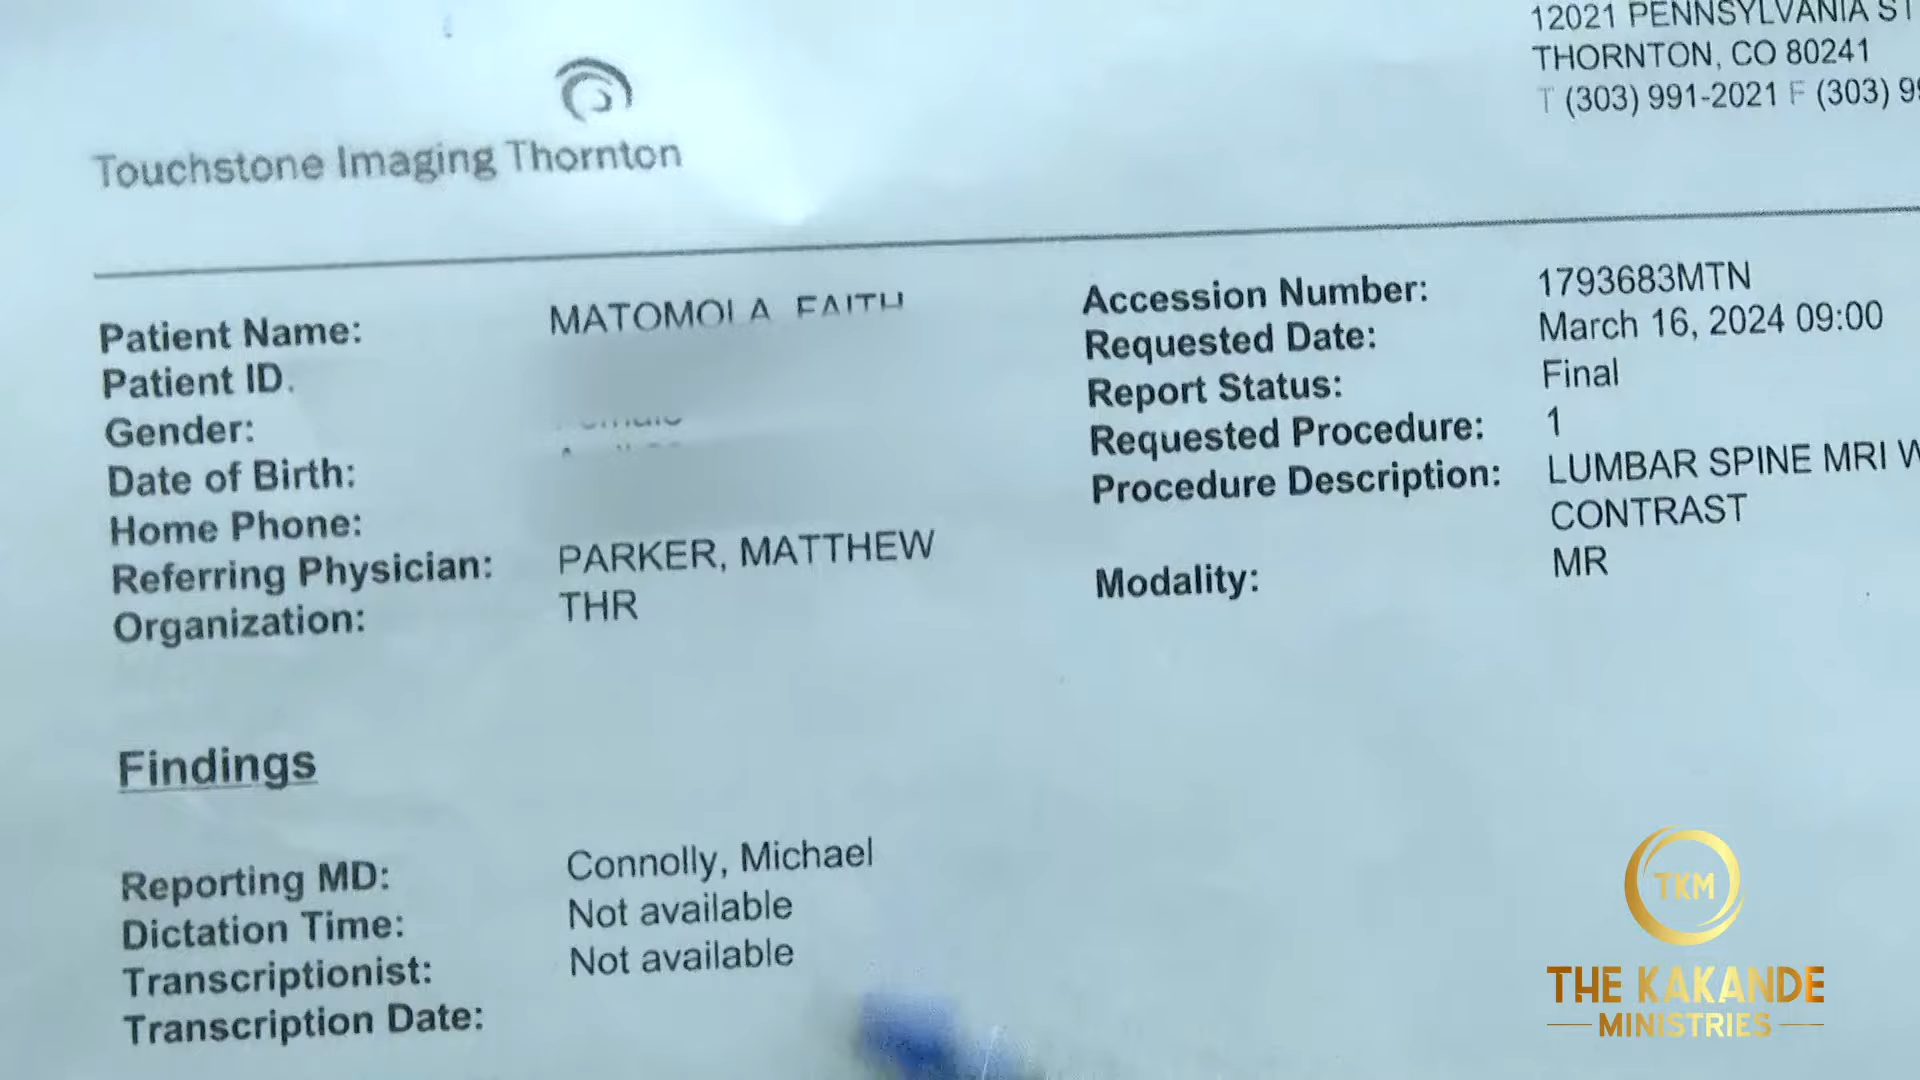 12021 PENNSYLVANIA ST
THORNTON, CO 80241
T (303) 991-2021 F (303) 9
Touchstone Imaging Thornton
Patient Name: MATOMOLA FAITH
Patient ID
Gender:
Date of Birth:
Home Phone:
Referring Physician: PARKER, MATTHEW
Organization: THR
Accession Number: 1793683MTN
Requested Date: March 16, 2024 09:00
Report Status: Final
Requested Procedure: 1
Procedure Description: LUMBAR SPINE MRI W
CONTRAST
Modality: MR
Findings
Reporting MD: Connolly, Michael
Dictation Time: Not available
Transcriptionist: Not available
Transcription Date:
TKM
THE KAKANDE
MINISTRIES